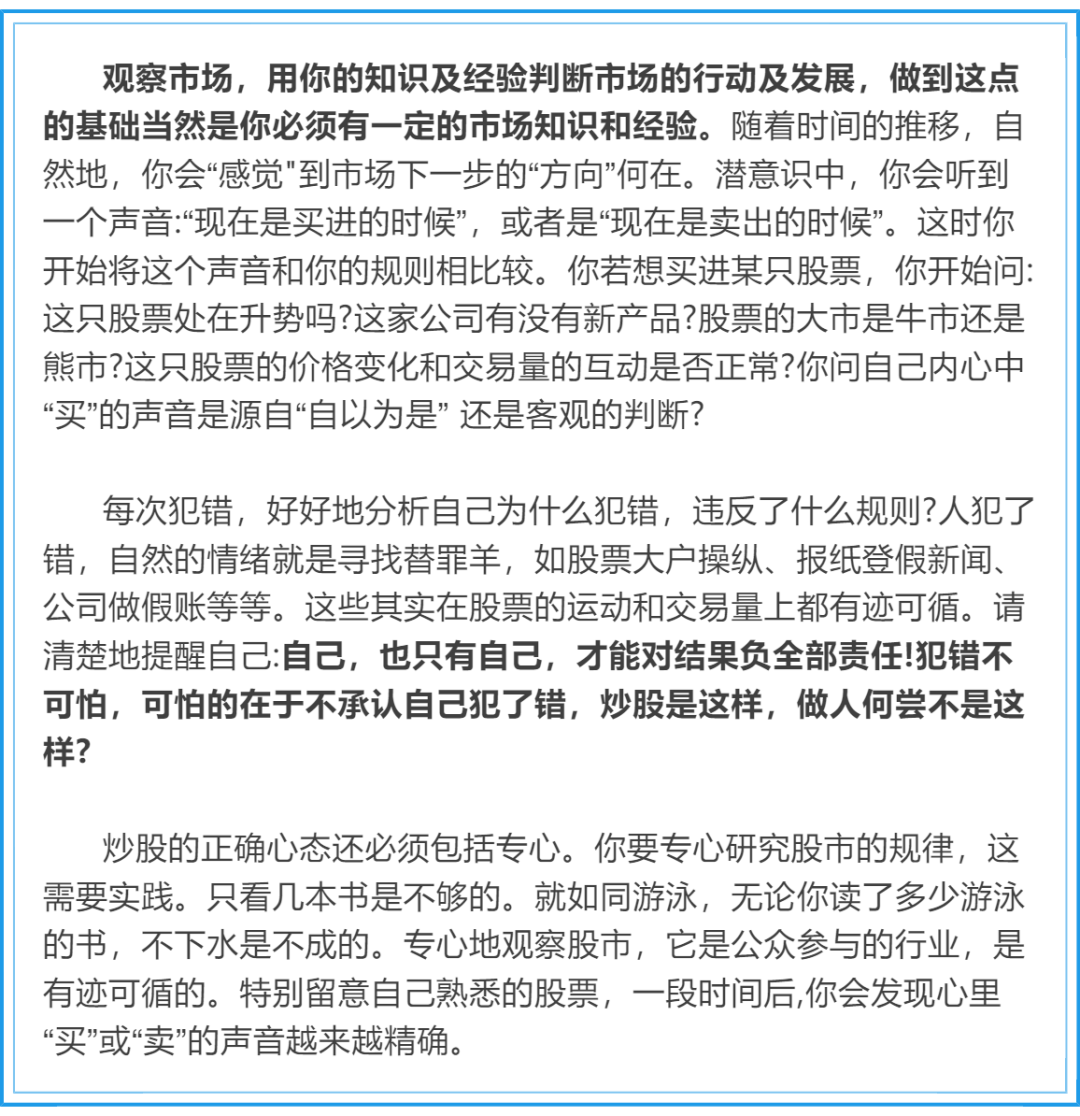 观察市场，用你的知识及经验判断市场的行动及发展，做到这点
的基础当然是你必须有一定的市场知识和经验。随着时间的推移，自
然地，你会“感觉"到市场下一步的“方向”何在。潜意识中，你会听到
一个声音:“现在是买进的时候”，或者是“现在是卖出的时候”。这时你
开始将这个声音和你的规则相比较。你若想买进某只股票，你开始问:
这只股票处在升势吗?这家公司有没有新产品?股票的大市是牛市还是
熊市?这只股票的价格变化和交易量的互动是否正常?你问自己内心中
“买”的声音是源自“自以为是” 还是客观的判断?
每次犯错，好好地分析自己为什么犯错，违反了什么规则?人犯了
错，自然的情绪就是寻找替罪羊，如股票大户操纵、报纸登假新闻、
公司做假账等等。这些其实在股票的运动和交易量上都有迹可循。请
清楚地提醒自己:自己，也只有自己，才能对结果负全部责任!犯错不
可怕，可怕的在于不承认自己犯了错，炒股是这样，做人何尝不是这
样?
炒股的正确心态还必须包括专心。你要专心研究股市的规律，这
需要实践。只看几本书是不够的。就如同游泳，无论你读了多少游泳
的书，不下水是不成的。专心地观察股市，它是公众参与的行业，是
有迹可循的。特别留意自己熟悉的股票，一段时间后,你会发现心里
“买”或“卖”的声音越来越精确。